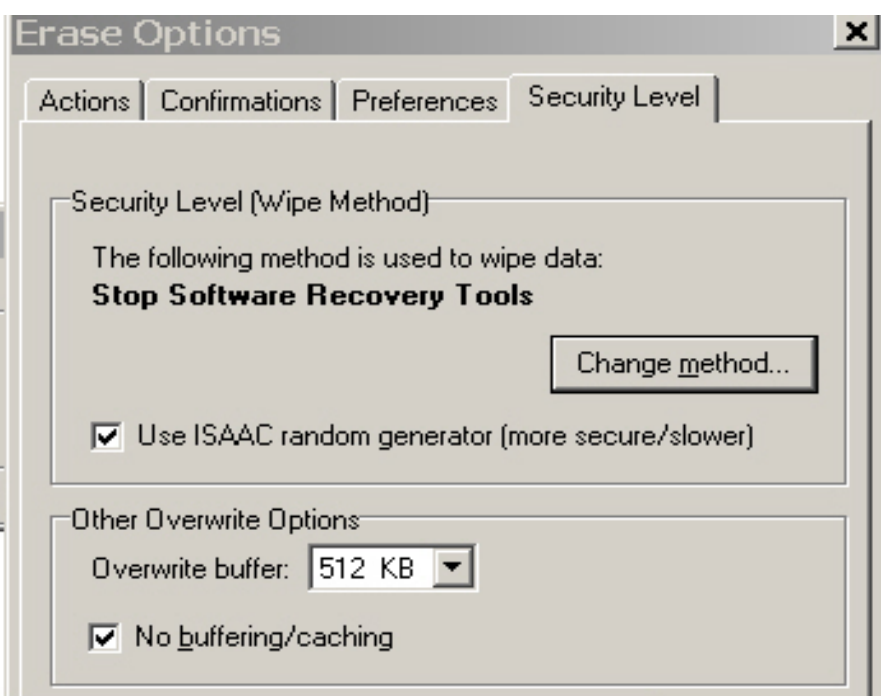 Erase Options
Actions Confirmations Preferences Security Level
Security Level (Wipe Method)
The following method is used to wipe data:
Stop Software Recovery Tools
Change method...
Use ISAAC random generator (more secure/slower)
Other Overwrite Options
Overwrite buffer: 512 KB
No buffering/caching